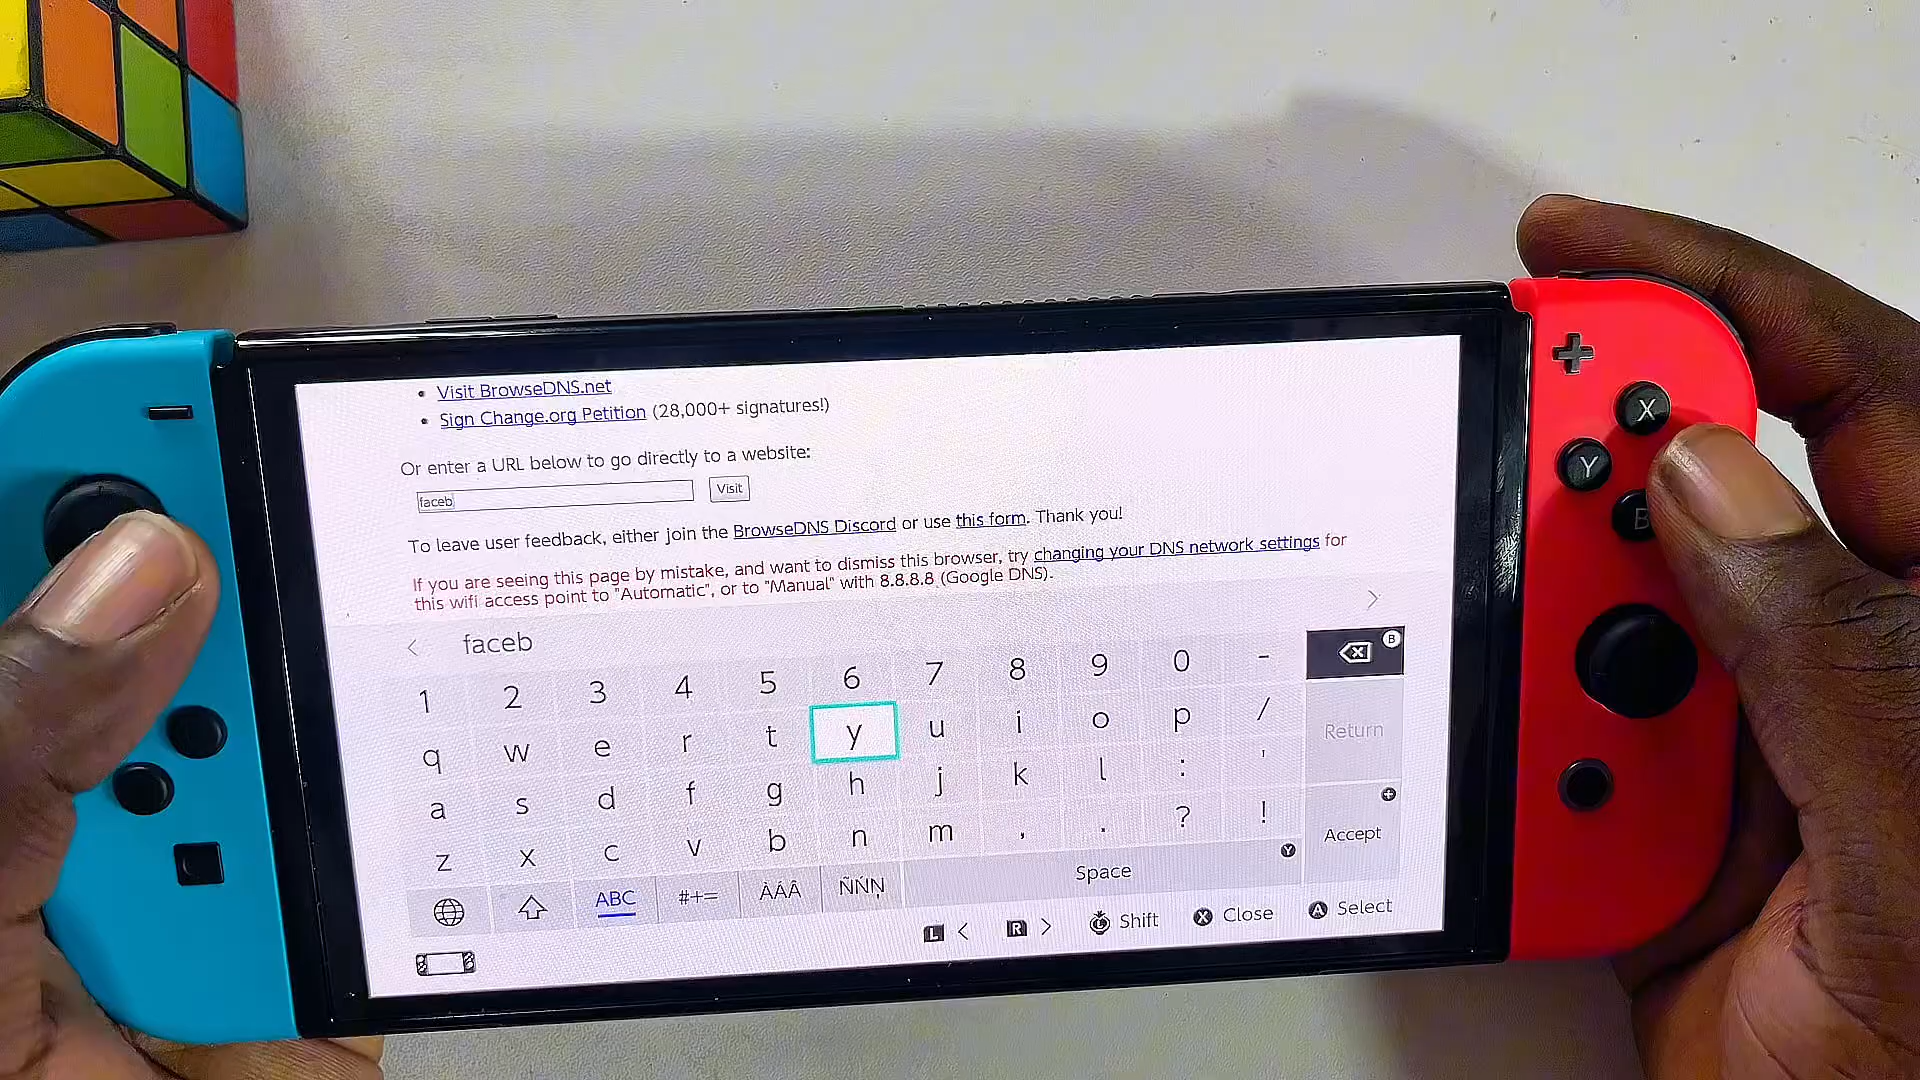 Visit BrowseDNS.net
Sign Change.org Petition (28,000+ signatures!)
Or enter a URL below to go directly to a website:
faceb Visit
To leave user feedback, either join the BrowseDNS Discord or use this form. Thank you!
If you are seeing this page by mistake, and want to dismiss this browser, try changing your DNS network settings for
this wifi access point to "Automatic", or to "Manual" with 8.8.8.8 (Google DNS).
< faceb >
1 2 3 4 5 6 7 8 9 0 - B
q w e r t y u i o p / Return
a s d f g h j k l : '
z x c v b n m , . ? ! + Accept
ABC #+= ÀÁÂ ÑŃŅ Space Y
L < R > Shift X Close A Select
X
Y
B